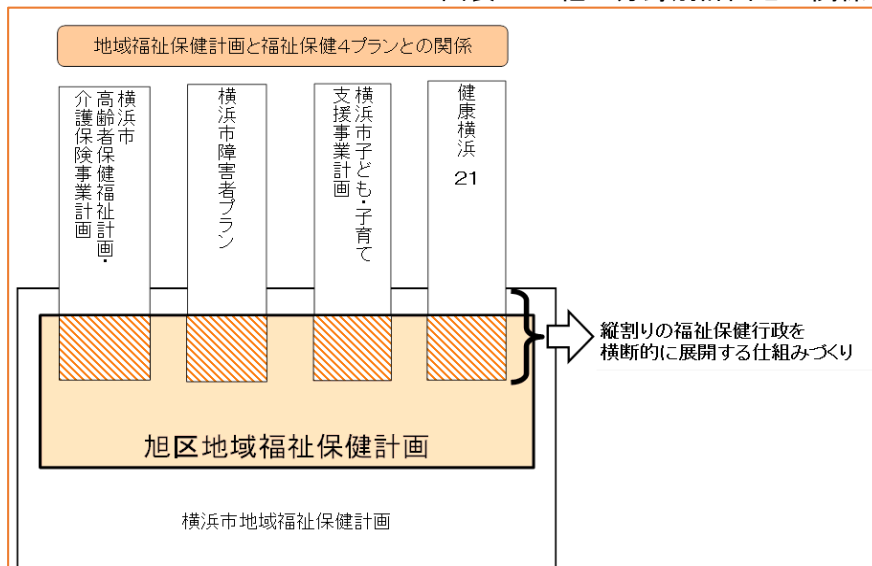 地域福祉保健計画と福祉保健4プランとの関係
横浜市
高齢者保健福祉計画・
介護保険事業計画
横浜市障害者プラン
横浜市子ども・子育て
支援事業計画
健康横浜
21
縦割りの福祉保健行政を
横断的に展開する仕組みづくり
旭区地域福祉保健計画
横浜市地域福祉保健計画